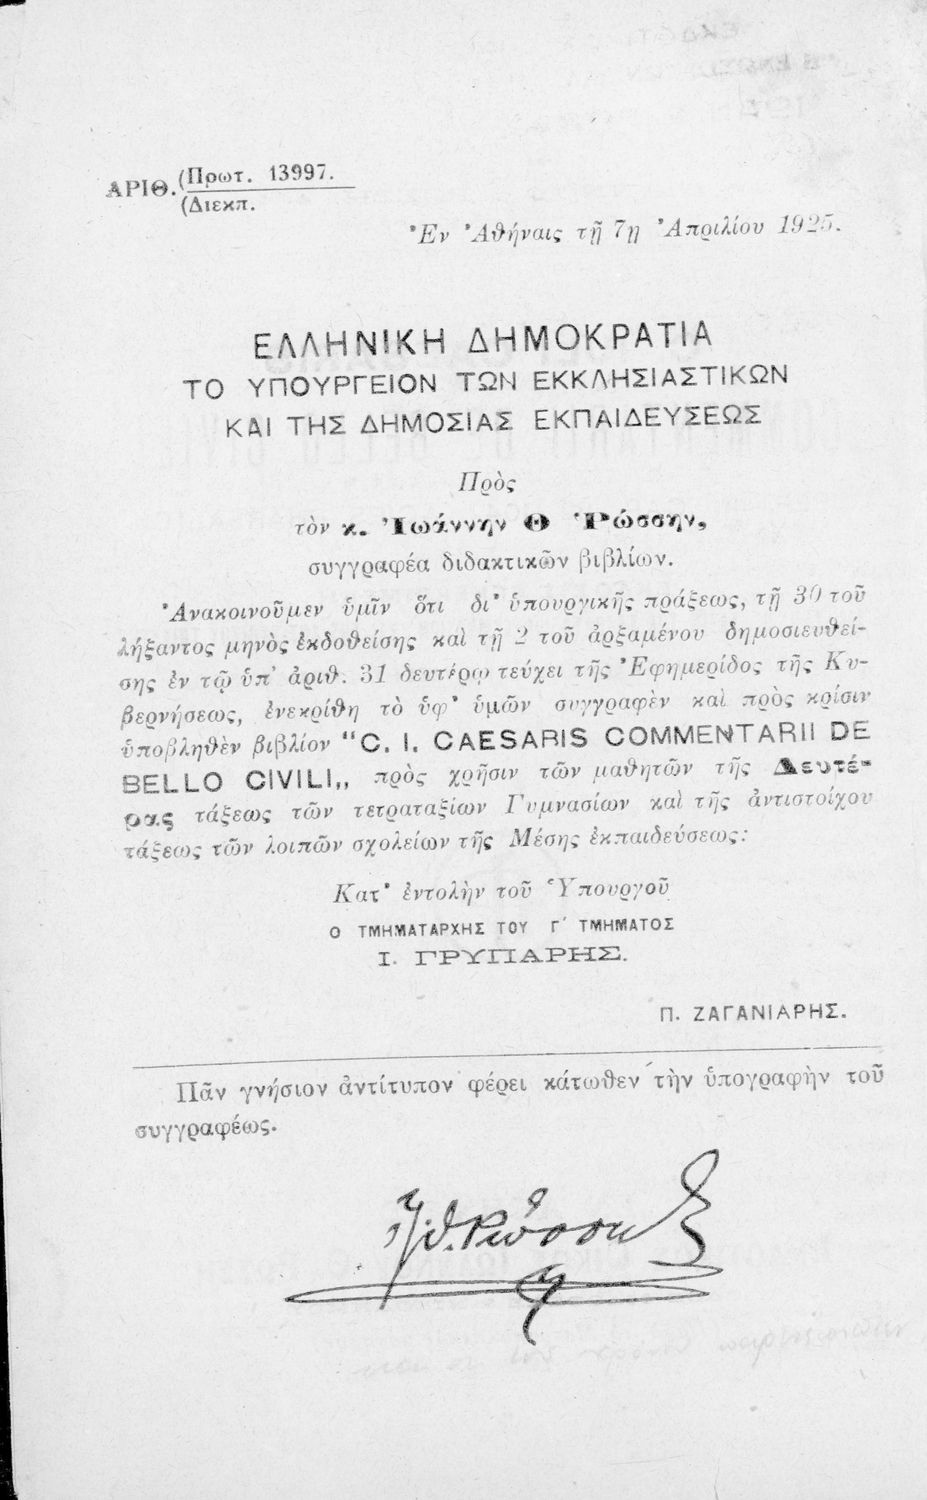 ΑΡΙΘ. (Πρωτ. 13997.
(Διεκπ.
Ἐν Ἀθήναις τῇ 7ῃ Ἀπριλίου 1925.
ΕΛΛΗΝΙΚΗ ΔΗΜΟΚΡΑΤΙΑ
ΤΟ ΥΠΟΥΡΓΕΙΟΝ ΤΩΝ ΕΚΚΛΗΣΙΑΣΤΙΚΩΝ
ΚΑΙ ΤΗΣ ΔΗΜΟΣΙΑΣ ΕΚΠΑΙΔΕΥΣΕΩΣ
Πρὸς
τὸν κ. Ἰωάννην Θ Ῥώσσην,
συγγραφέα διδακτικῶν βιβλίων.
Ἀνακοινοῦμεν ὑμῖν ὅτι δι' ὑπουργικῆς πράξεως, τῇ 30 τοῦ
λήξαντος μηνὸς ἐκδοθείσης καὶ τῇ 2 τοῦ ἀρξαμένου δημοσιευθεί-
σης ἐν τῷ ὑπ' ἀριθ. 31 δευτέρῳ τεύχει τῆς Ἐφημερίδος τῆς Κυ-
βερνήσεως, ἐνεκρίθη τὸ ὑφ' ὑμῶν συγγραφὲν καὶ πρὸς κρίσιν
ὑποβληθὲν βιβλίον "C. I. CAESARIS COMMENTARII DE
BELLO CIVILI,, πρὸς χρῆσιν τῶν μαθητῶν τῆς Δευτέ-
ρας τάξεως τῶν τετραταξίων Γυμνασίων καὶ τῆς ἀντιστοίχου
τάξεως τῶν λοιπῶν σχολείων τῆς Μέσης ἐκπαιδεύσεως:
Κατ' ἐντολὴν τοῦ Ὑπουργοῦ
Ο ΤΜΗΜΑΤΑΡΧΗΣ ΤΟΥ Γ΄ ΤΜΗΜΑΤΟΣ
Ι. ΓΡΥΠΑΡΗΣ.
Π. ΖΑΓΑΝΙΑΡΗΣ.
Πᾶν γνήσιον ἀντίτυπον φέρει κάτωθεν τὴν ὑπογραφὴν τοῦ
συγγραφέως.
Ἰ. Θ. Ῥώσσης